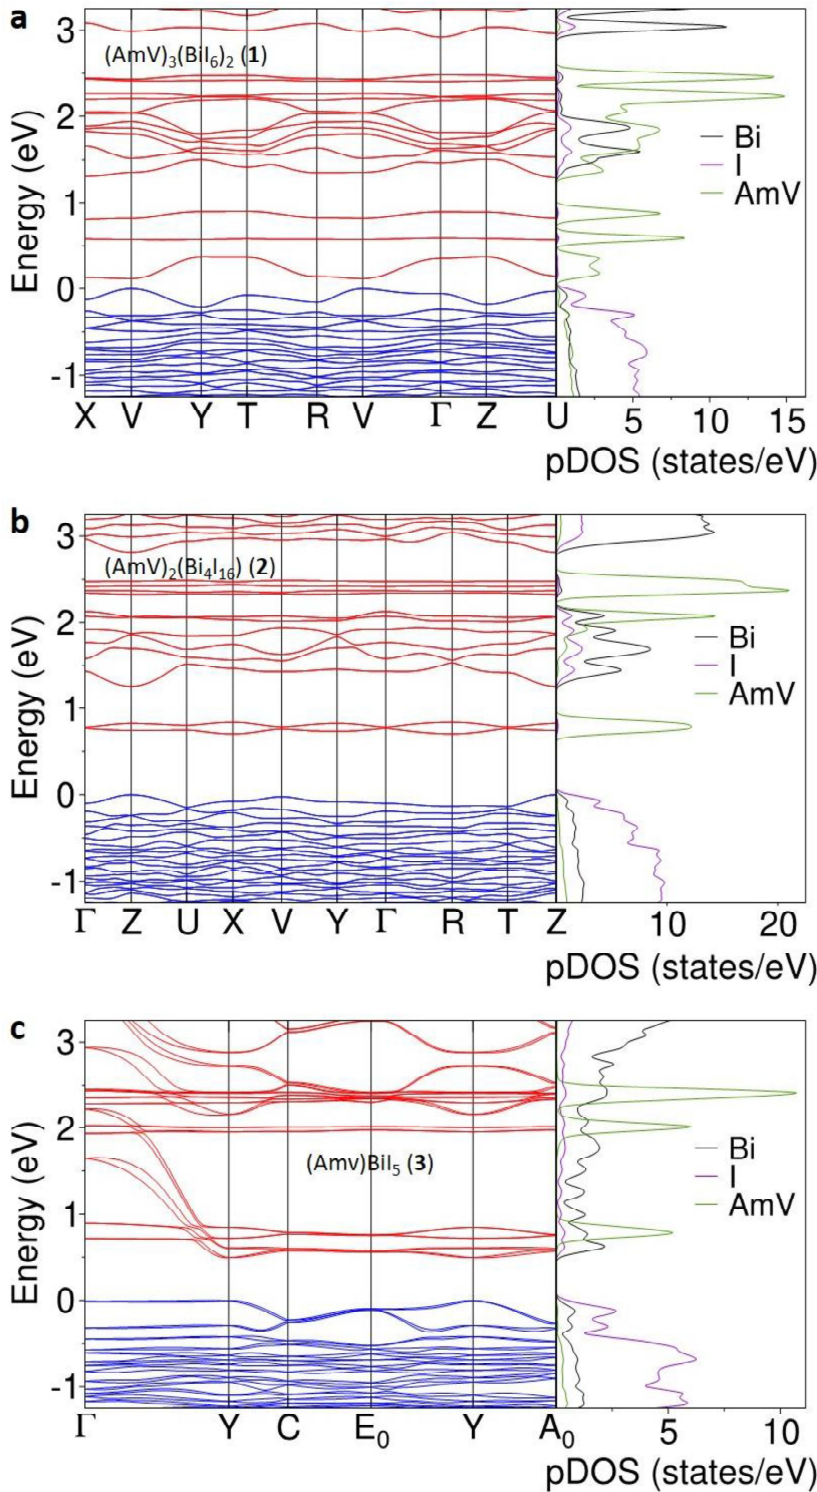 a
(AmV)₃(BiI₆)₂ (1)
Energy (eV)
3
2
1
0
-1
Bi
I
AmV
X V Y T R V Γ Z U 5 10 15
pDOS (states/eV)
b
(AmV)₂(Bi₄I₁₆) (2)
Energy (eV)
3
2
1
0
-1
Bi
I
AmV
Γ Z U X V Y Γ R T Z 10 20
pDOS (states/eV)
c
(Amv)BiI₅ (3)
Energy (eV)
3
2
1
0
-1
Bi
I
AmV
Γ Y C E₀ Y A₀ 5 10
pDOS (states/eV)